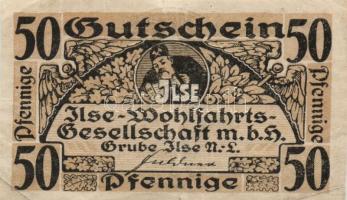 50 Gutschein 50
Pfennige
Pfennige
ILSE
Ilse-Wohlfahrts-
Gesellschaft m.b.H.
Grube Ilse N.-L.
50 Pfennige 50